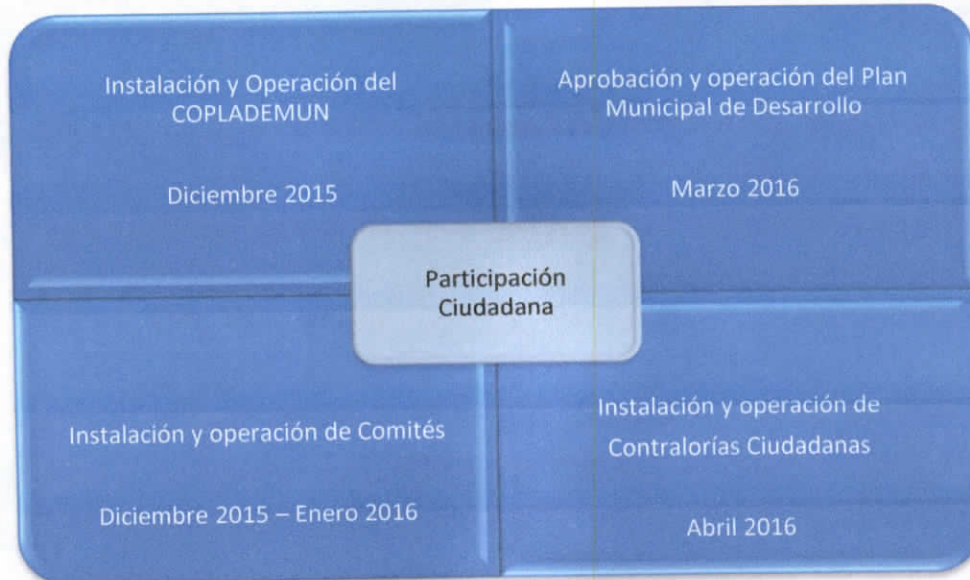 Instalación y Operación del
COPLADEMUN
Diciembre 2015
Aprobación y operación del Plan
Municipal de Desarrollo
Marzo 2016
Participación
Ciudadana
Instalación y operación de Comités
Diciembre 2015 – Enero 2016
Instalación y operación de
Contralorías Ciudadanas
Abril 2016